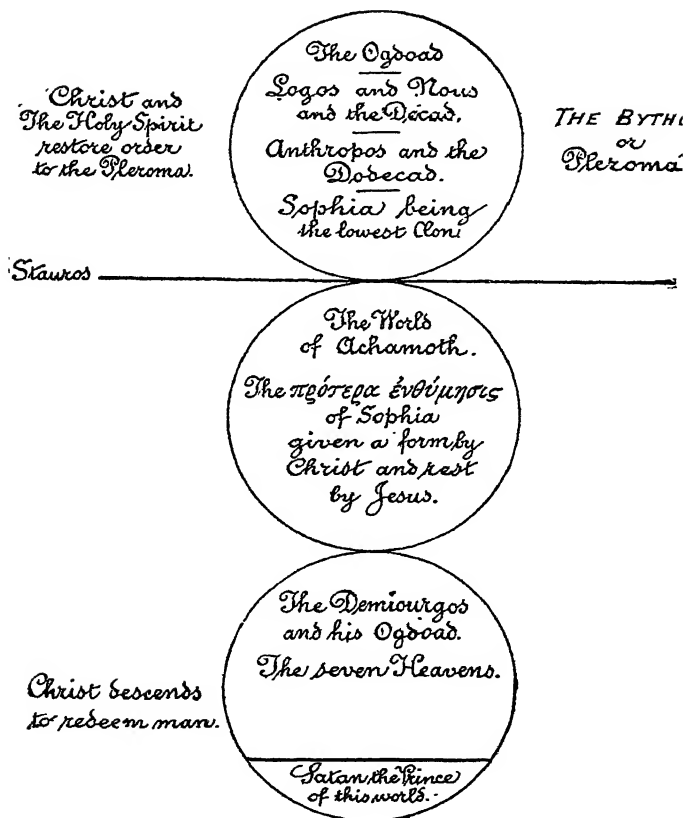 The Ogdoad
Logos and Nous
and the Decad.
Anthropos and the
Dodecad.
Sophia being
the lowest Æon
Christ and
The Holy Spirit
restore order
to the Pleroma.
THE BYTHO
or
Pleroma
Stauros
The World
of Achamoth.
The πρότερα ἐνθύμησις
of Sophia
given a form by
Christ and rest
by Jesus.
The Demiourgos
and his Ogdoad.
The seven Heavens.
Christ descends
to redeem man.
Satan the Prince
of this world.